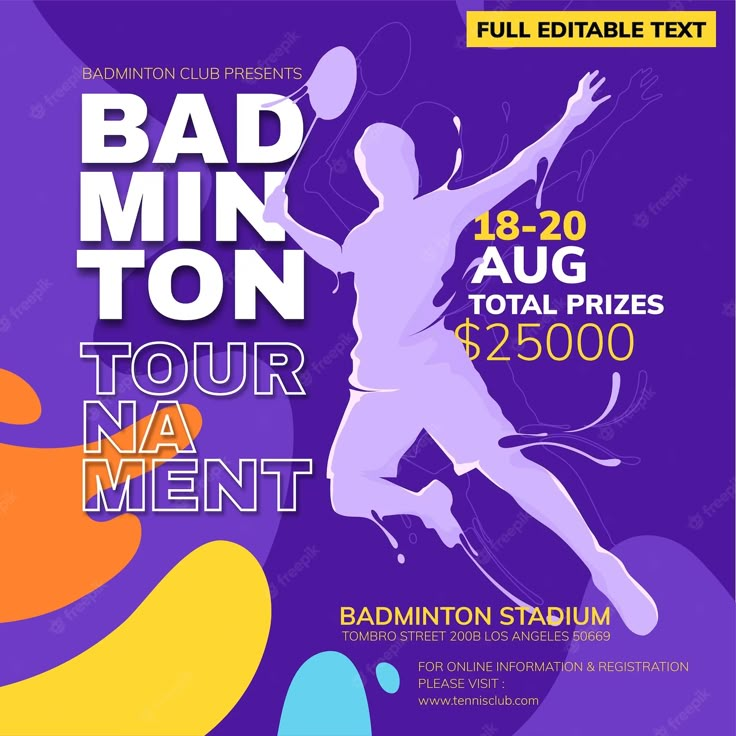 FULL EDITABLE TEXT
BADMINTON CLUB PRESENTS
BAD
MIN
TON
TOUR
NA
MENT
18-20
AUG
TOTAL PRIZES
$25000
BADMINTON STADIUM
TOMBRO STREET 200B LOS ANGELES 50669
FOR ONLINE INFORMATION & REGISTRATION
PLEASE VISIT :
www.tennisclub.com
freepik